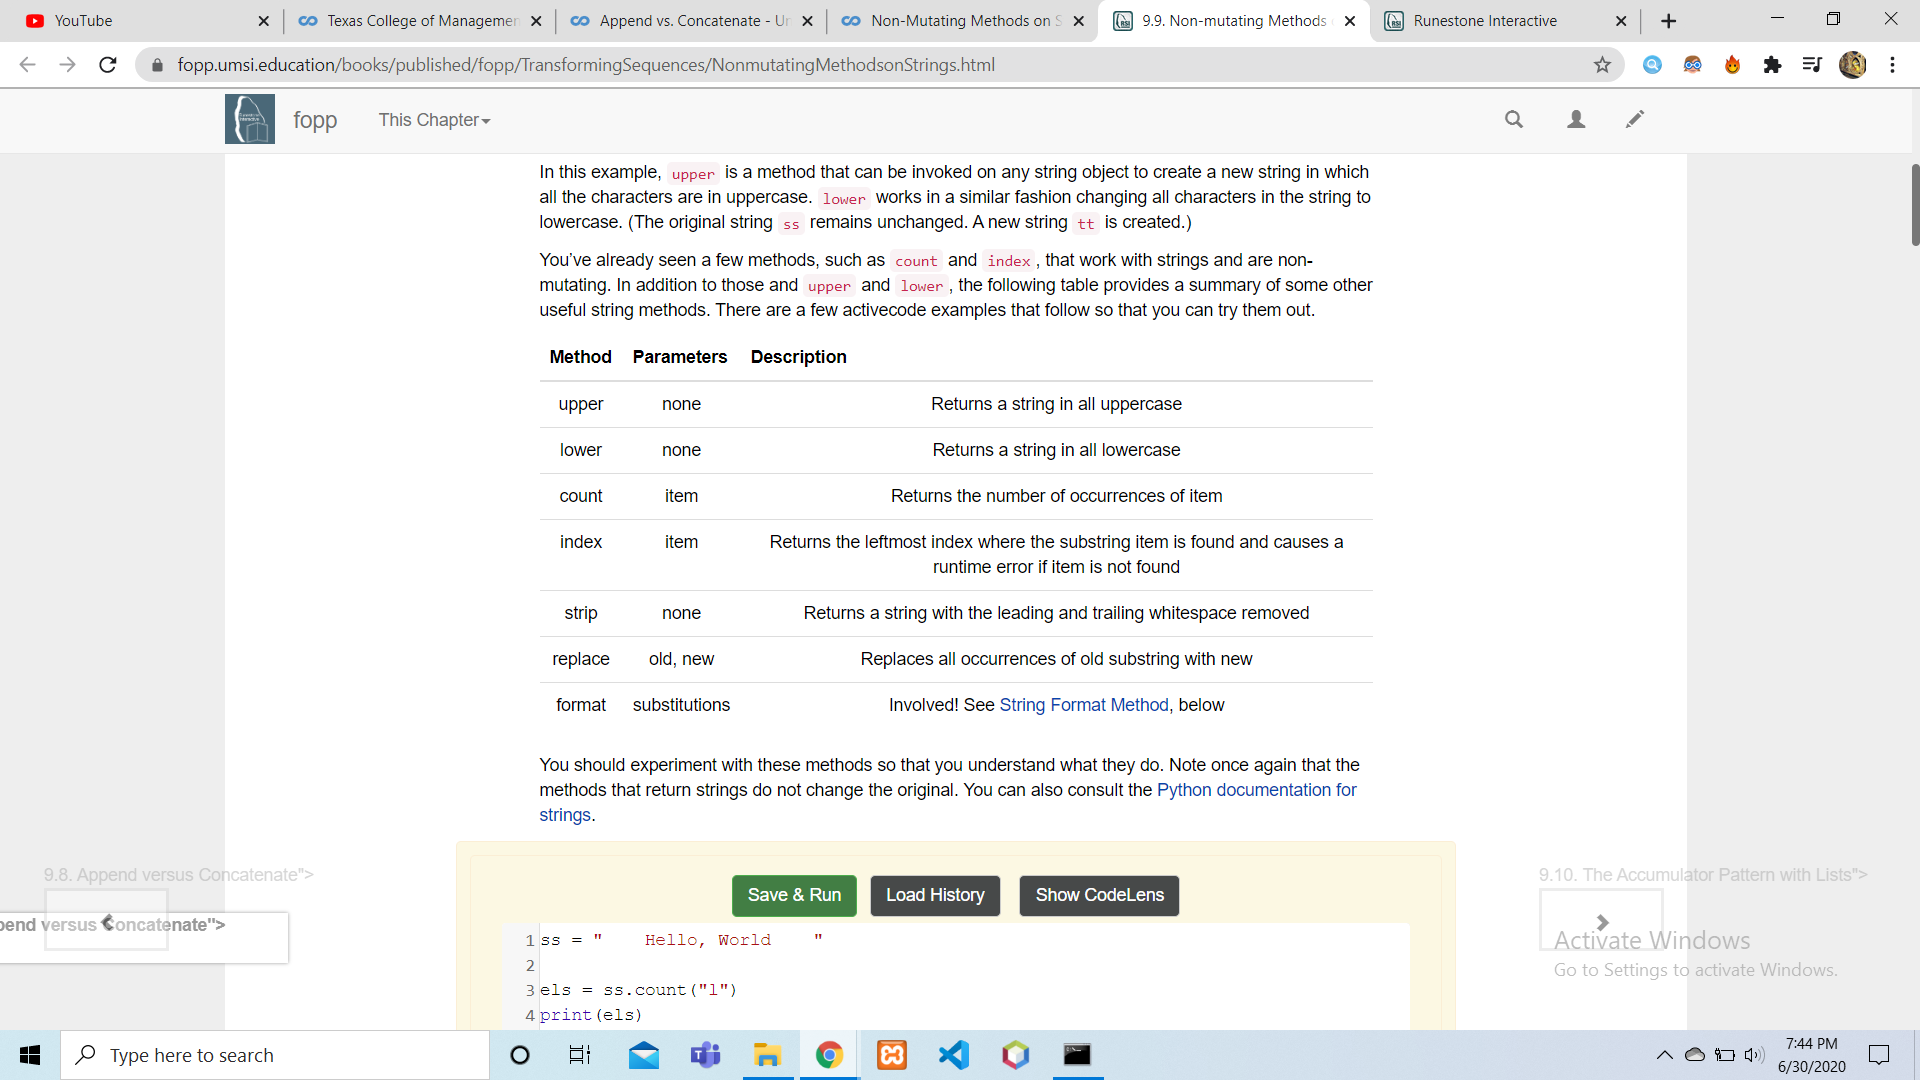 YouTube
Texas College of Managemen
Append vs. Concatenate - Un
Non-Mutating Methods on S
9.9. Non-mutating Methods
Runestone Interactive
fopp.umsi.education/books/published/fopp/TransformingSequences/NonmutatingMethodsonStrings.html
fopp
This Chapter
In this example, upper is a method that can be invoked on any string object to create a new string in which
all the characters are in uppercase. lower works in a similar fashion changing all characters in the string to
lowercase. (The original string ss remains unchanged. A new string tt is created.)
You’ve already seen a few methods, such as count and index , that work with strings and are non-
mutating. In addition to those and upper and lower , the following table provides a summary of some other
useful string methods. There are a few activecode examples that follow so that you can try them out.
Method Parameters Description
upper none Returns a string in all uppercase
lower none Returns a string in all lowercase
count item Returns the number of occurrences of item
index item Returns the leftmost index where the substring item is found and causes a
runtime error if item is not found
strip none Returns a string with the leading and trailing whitespace removed
replace old, new Replaces all occurrences of old substring with new
format substitutions Involved! See String Format Method, below
You should experiment with these methods so that you understand what they do. Note once again that the
methods that return strings do not change the original. You can also consult the Python documentation for
strings.
9.8. Append versus Concatenate">
pend versus Concatenate">
9.10. The Accumulator Pattern with Lists">
Save & Run Load History Show CodeLens
1 ss = "    Hello, World    "
2
3 els = ss.count("l")
4 print(els)
Activate Windows
Go to Settings to activate Windows.
Type here to search
7:44 PM
6/30/2020